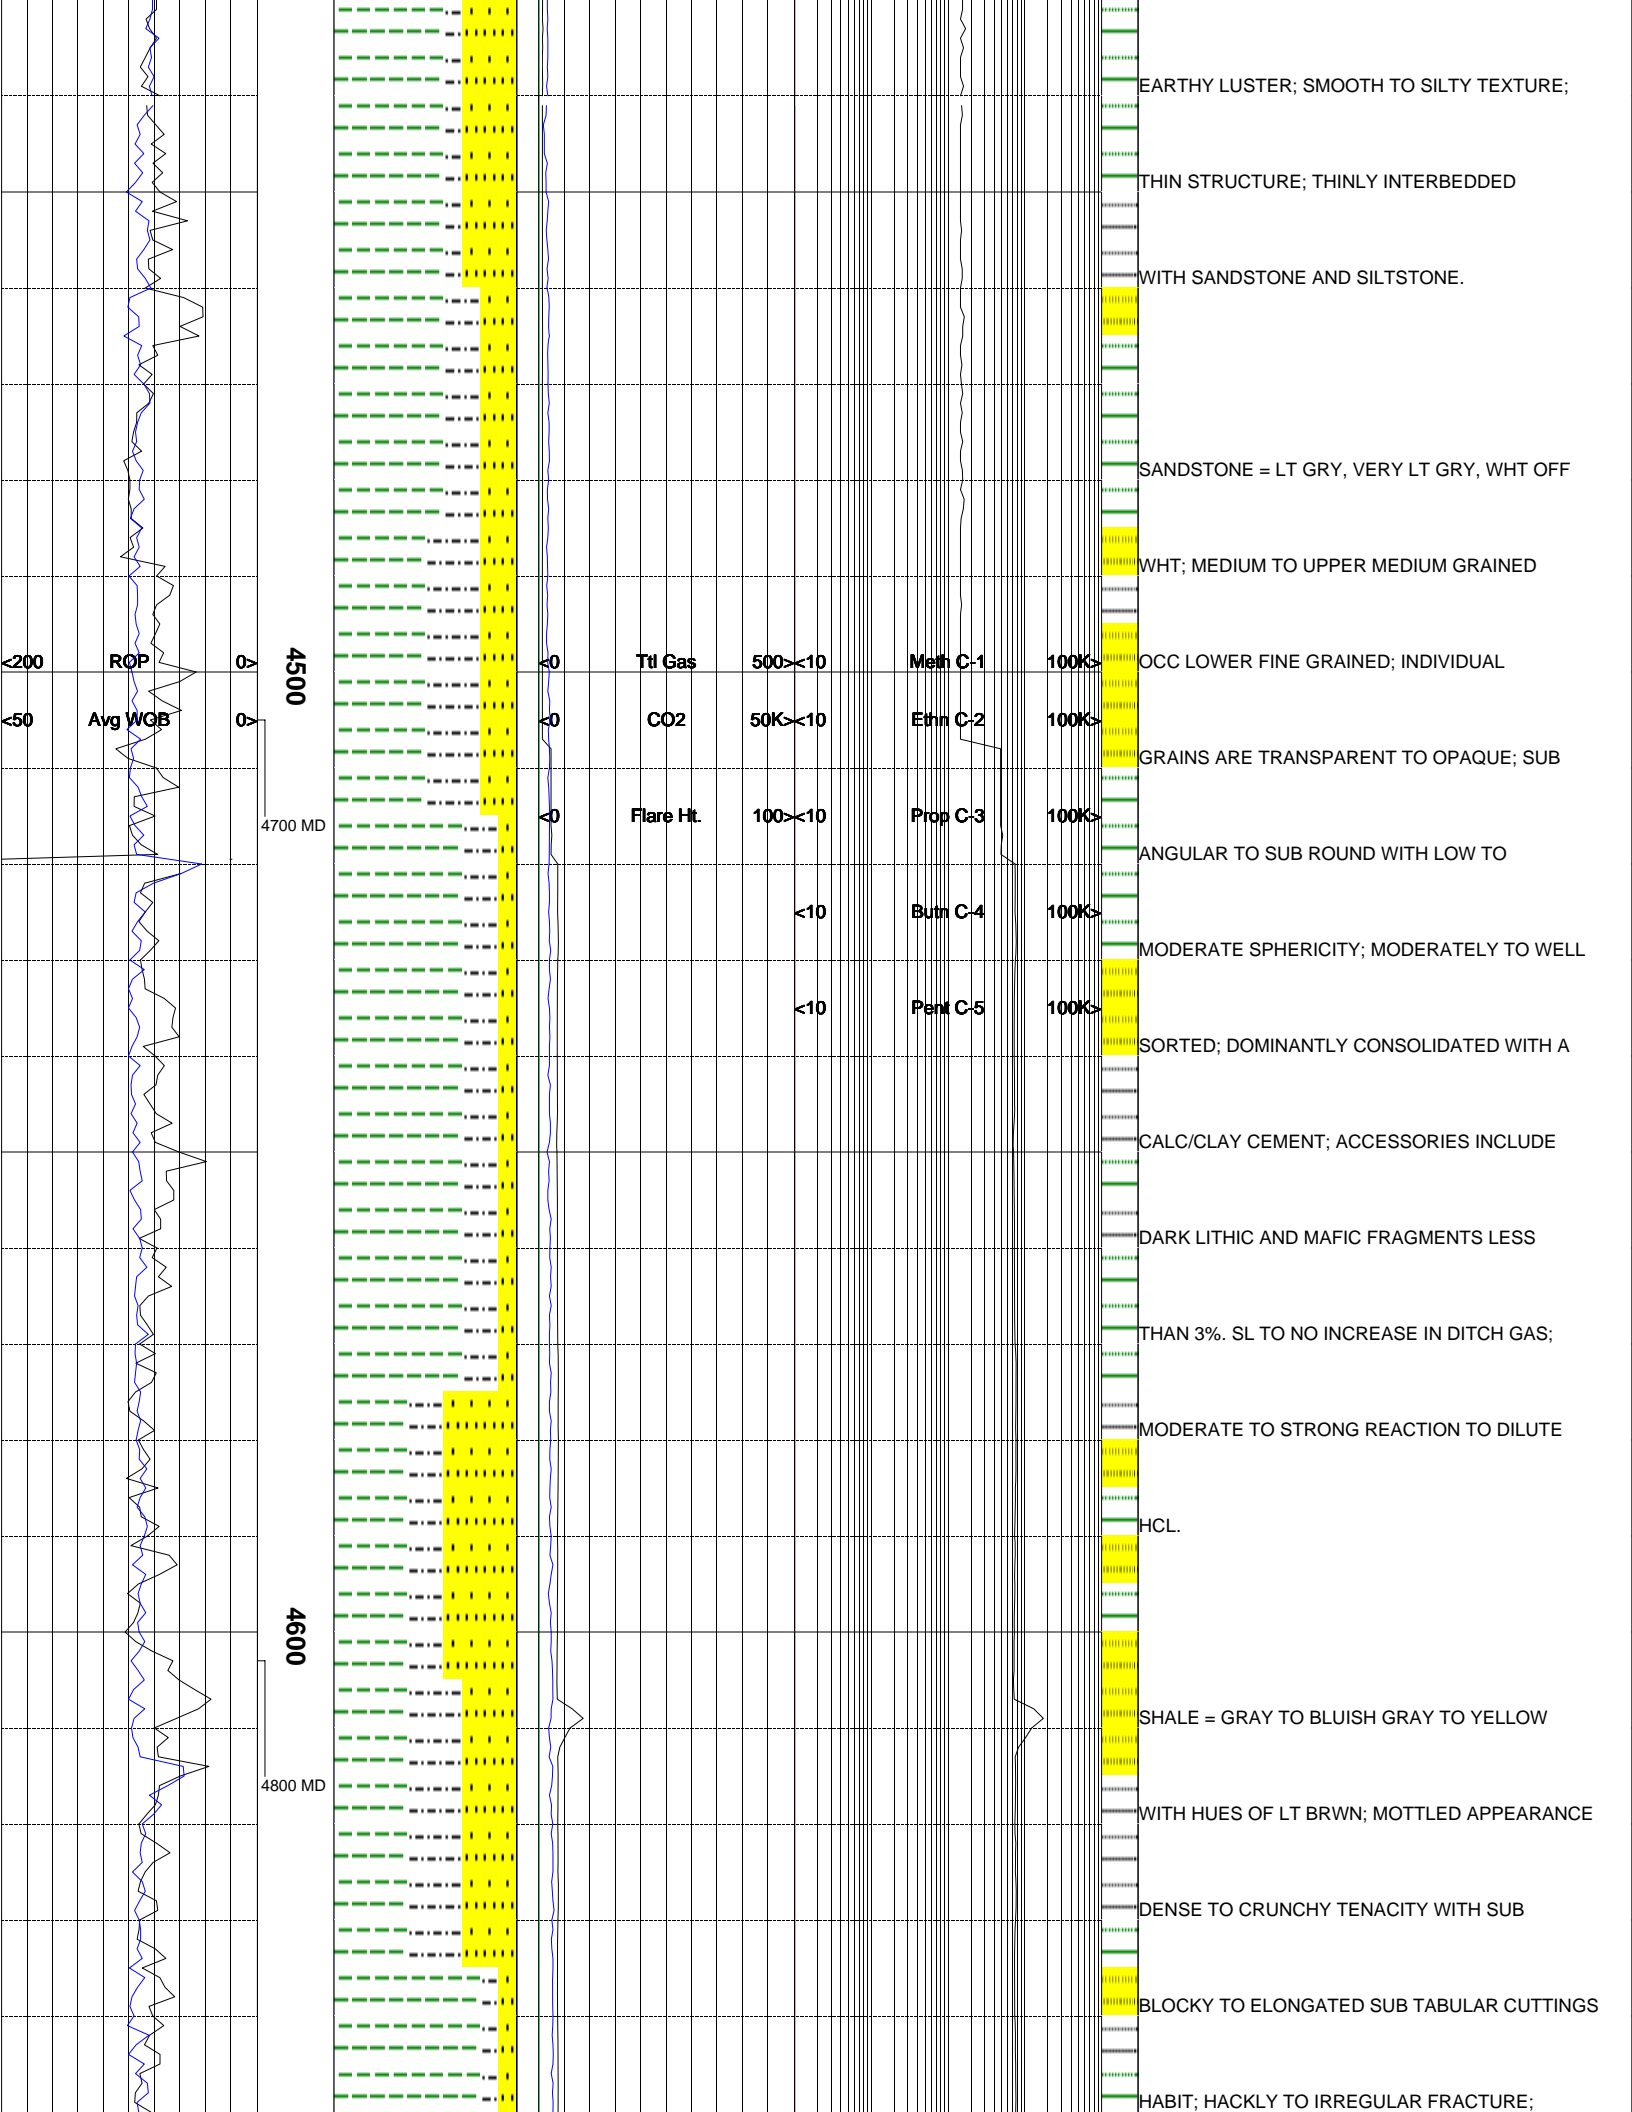 EARTHY LUSTER; SMOOTH TO SILTY TEXTURE;
THIN STRUCTURE; THINLY INTERBEDDED
WITH SANDSTONE AND SILTSTONE.
SANDSTONE = LT GRY, VERY LT GRY, WHT OFF
WHT; MEDIUM TO UPPER MEDIUM GRAINED
<200 ROP 0> 4500 <0 Ttl Gas 500><10 Meth C-1 100K> OCC LOWER FINE GRAINED; INDIVIDUAL
<50 Avg WOB 0> <0 CO2 50K><10 Ethn C-2 100K>
GRAINS ARE TRANSPARENT TO OPAQUE; SUB
4700 MD <0 Flare Ht. 100><10 Prop C-3 100K>
ANGULAR TO SUB ROUND WITH LOW TO
<10 Butn C-4 100K>
MODERATE SPHERICITY; MODERATELY TO WELL
<10 Pent C-5 100K>
SORTED; DOMINANTLY CONSOLIDATED WITH A
CALC/CLAY CEMENT; ACCESSORIES INCLUDE
DARK LITHIC AND MAFIC FRAGMENTS LESS
THAN 3%. SL TO NO INCREASE IN DITCH GAS;
MODERATE TO STRONG REACTION TO DILUTE
HCL.
4600
SHALE = GRAY TO BLUISH GRAY TO YELLOW
4800 MD
WITH HUES OF LT BRWN; MOTTLED APPEARANCE
DENSE TO CRUNCHY TENACITY WITH SUB
BLOCKY TO ELONGATED SUB TABULAR CUTTINGS
HABIT; HACKLY TO IRREGULAR FRACTURE;